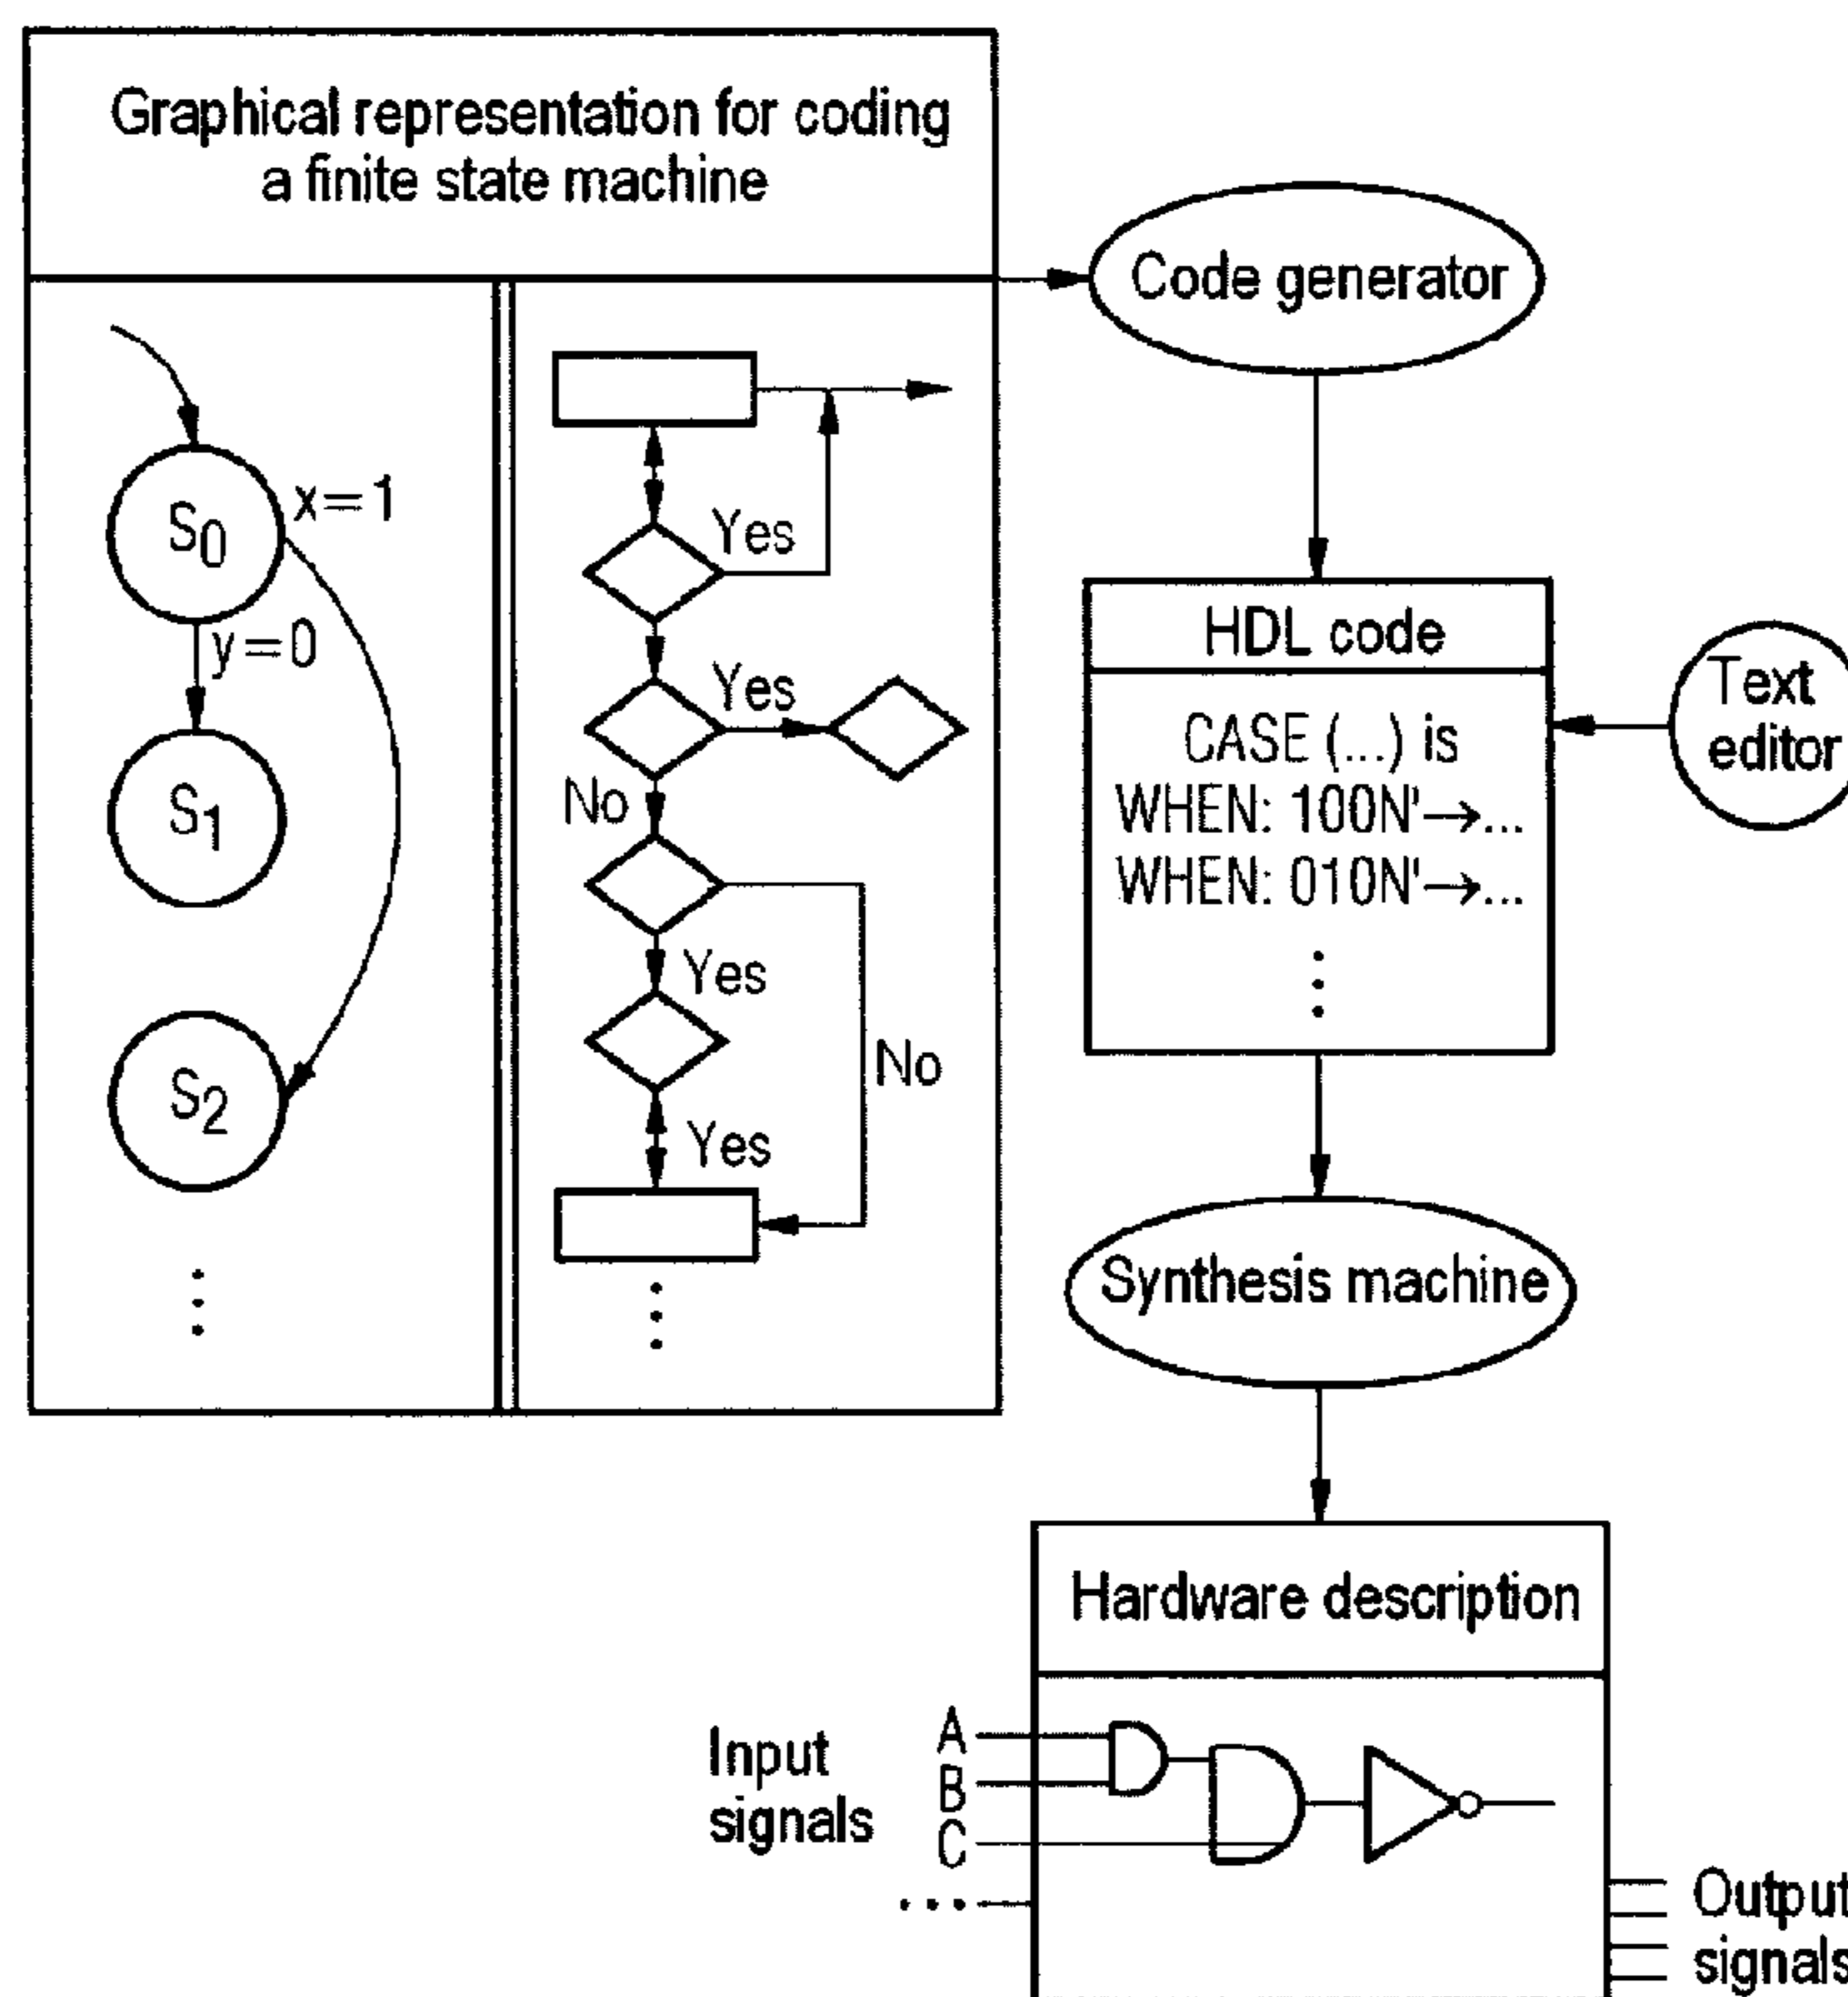 Graphical representation for coding
a finite state machine
Code generator
S0
x=1
y=0
S1
S2
Yes
Yes
No
Yes
No
Yes
HDL code
CASE (...) is
WHEN: 100N'→...
WHEN: 010N'→...
Text
editor
Synthesis machine
Hardware description
Input
signals
A
B
C
...
Output
signals